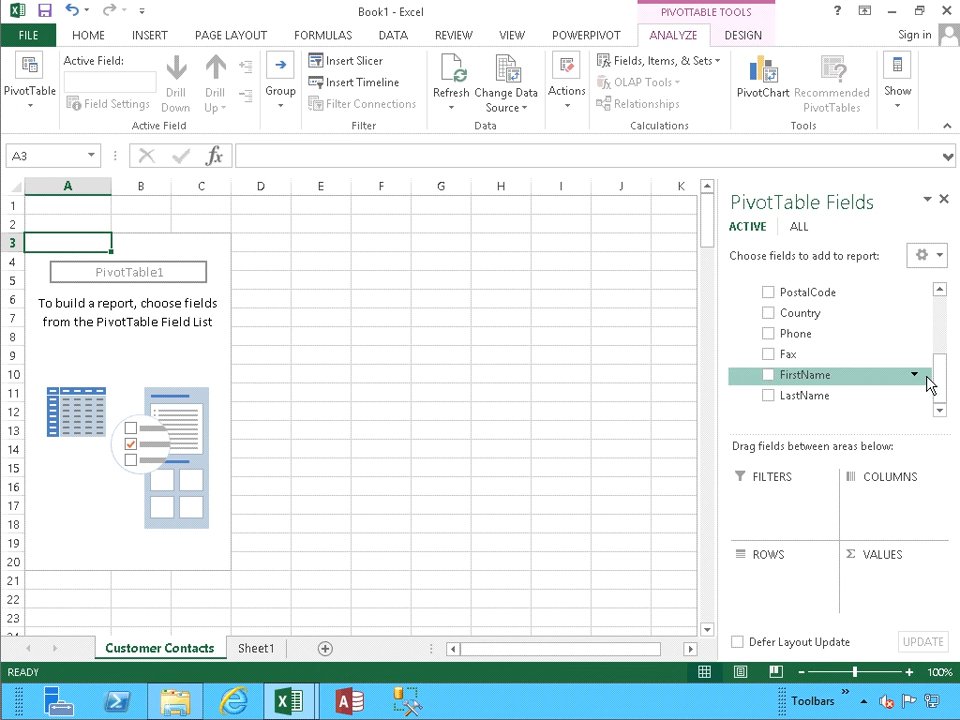 Book1 - Excel
PIVOTTABLE TOOLS
?
FILE
HOME
INSERT
PAGE LAYOUT
FORMULAS
DATA
REVIEW
VIEW
POWERPIVOT
ANALYZE
DESIGN
Sign in
PivotTable
Active Field:
Field Settings
Drill Down
Drill Up
Active Field
Group
Insert Slicer
Insert Timeline
Filter Connections
Filter
Refresh
Change Data Source
Data
Actions
Fields, Items, & Sets
OLAP Tools
Relationships
Calculations
PivotChart
Recommended PivotTables
Tools
Show
A3
fx
A B C D E F G H I J K
1
2
3
4
5
6
7
8
9
10
11
12
13
14
15
16
17
18
19
20
21
22
23
PivotTable1
To build a report, choose fields
from the PivotTable Field List
PivotTable Fields
ACTIVE
ALL
Choose fields to add to report:
PostalCode
Country
Phone
Fax
FirstName
LastName
Drag fields between areas below:
FILTERS
COLUMNS
ROWS
Σ VALUES
Defer Layout Update
UPDATE
Customer Contacts
Sheet1
READY
100%
Toolbars